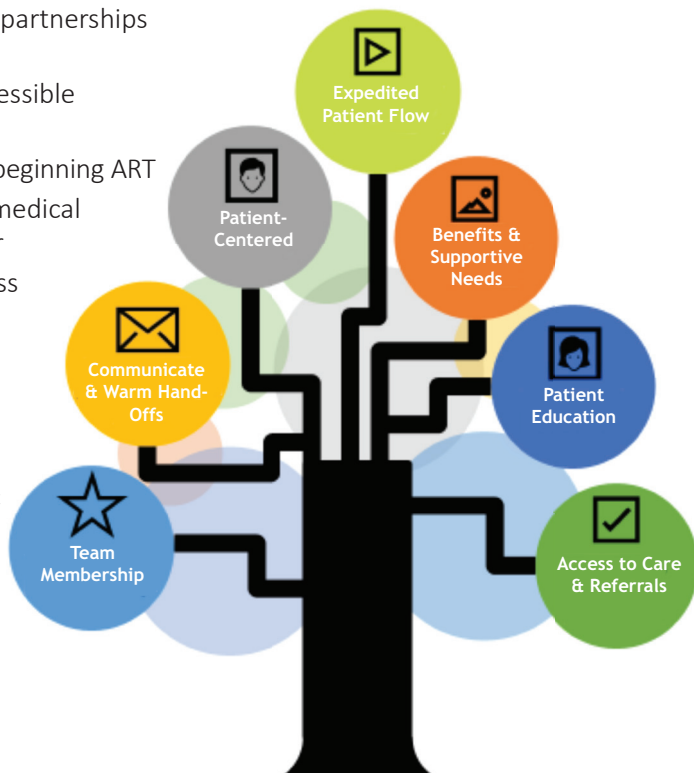 partnerships
essible
beginning ART
medical
ss
Expedited
Patient Flow
Patient-
Centered
Benefits &
Supportive
Needs
Communicate
& Warm Hand-
Offs
Patient
Education
Team
Membership
Access to Care
& Referrals